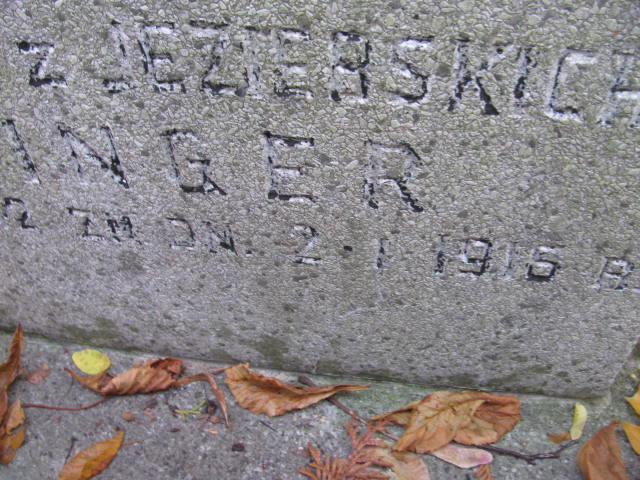 Z JEZIERSKICH
INGER
R. ZM. DN. 2·I 1916 R